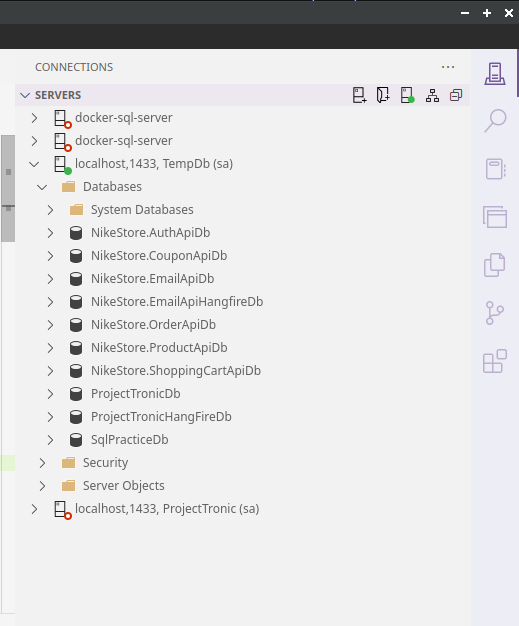 CONNECTIONS
SERVERS
docker-sql-server
docker-sql-server
localhost,1433, TempDb (sa)
Databases
System Databases
NikeStore.AuthApiDb
NikeStore.CouponApiDb
NikeStore.EmailApiDb
NikeStore.EmailApiHangfireDb
NikeStore.OrderApiDb
NikeStore.ProductApiDb
NikeStore.ShoppingCartApiDb
ProjectTronicDb
ProjectTronicHangFireDb
SqlPracticeDb
Security
Server Objects
localhost,1433, ProjectTronic (sa)